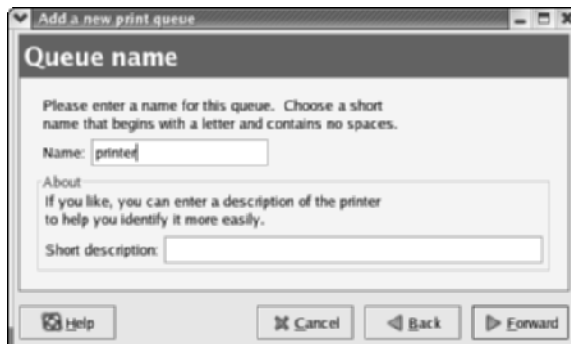 Add a new print queue
Queue name
Please enter a name for this queue. Choose a short
name that begins with a letter and contains no spaces.
Name: printer
About
If you like, you can enter a description of the printer
to help you identify it more easily.
Short description:
Help Cancel Back Forward